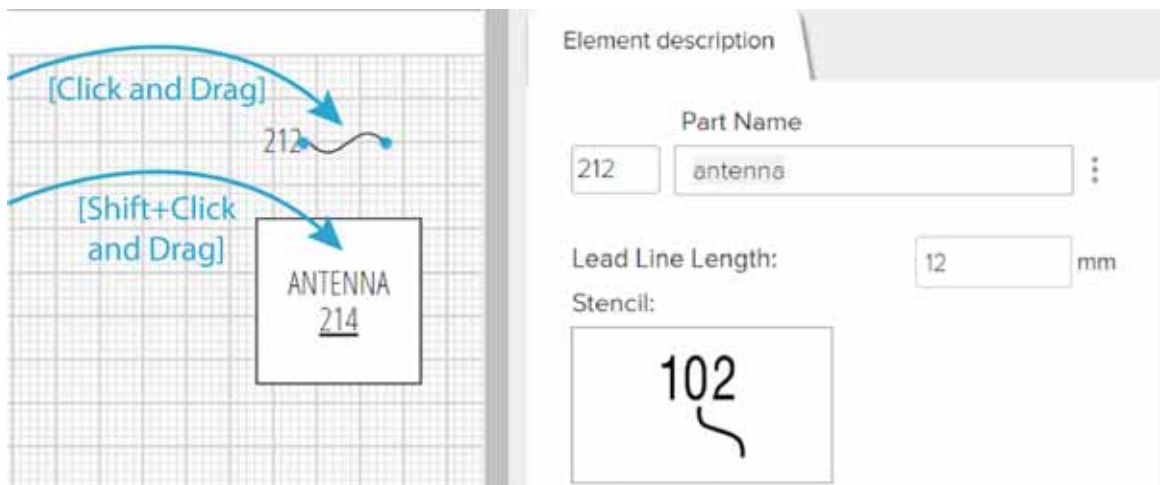 [Click and Drag]
212
[Shift+Click
and Drag]
ANTENNA
214
Element description
Part Name
212
antenna
Lead Line Length:
12
mm
Stencil:
102